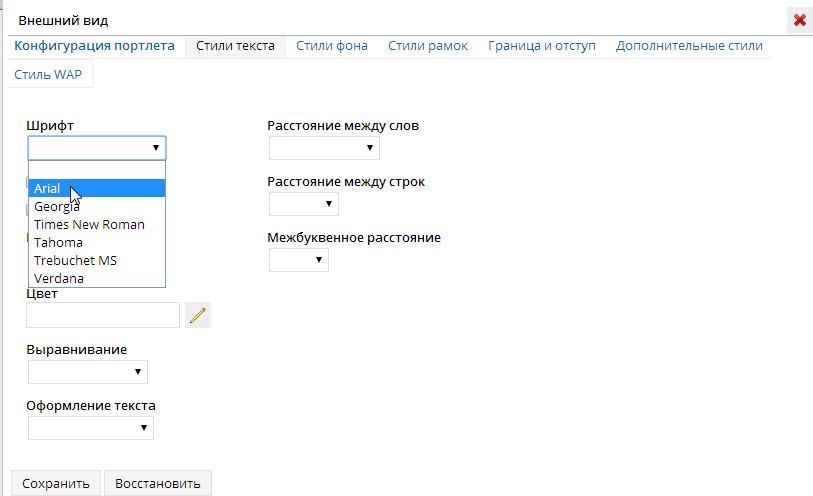 Внешний вид
Конфигурация портлета Стили текста Стили фона Стили рамок Граница и отступ Дополнительные стили
Стиль WAP
Шрифт
Arial
Georgia
Times New Roman
Tahoma
Trebuchet MS
Verdana
Цвет
Выравнивание
Оформление текста
Расстояние между слов
Расстояние между строк
Межбуквенное расстояние
Сохранить Восстановить